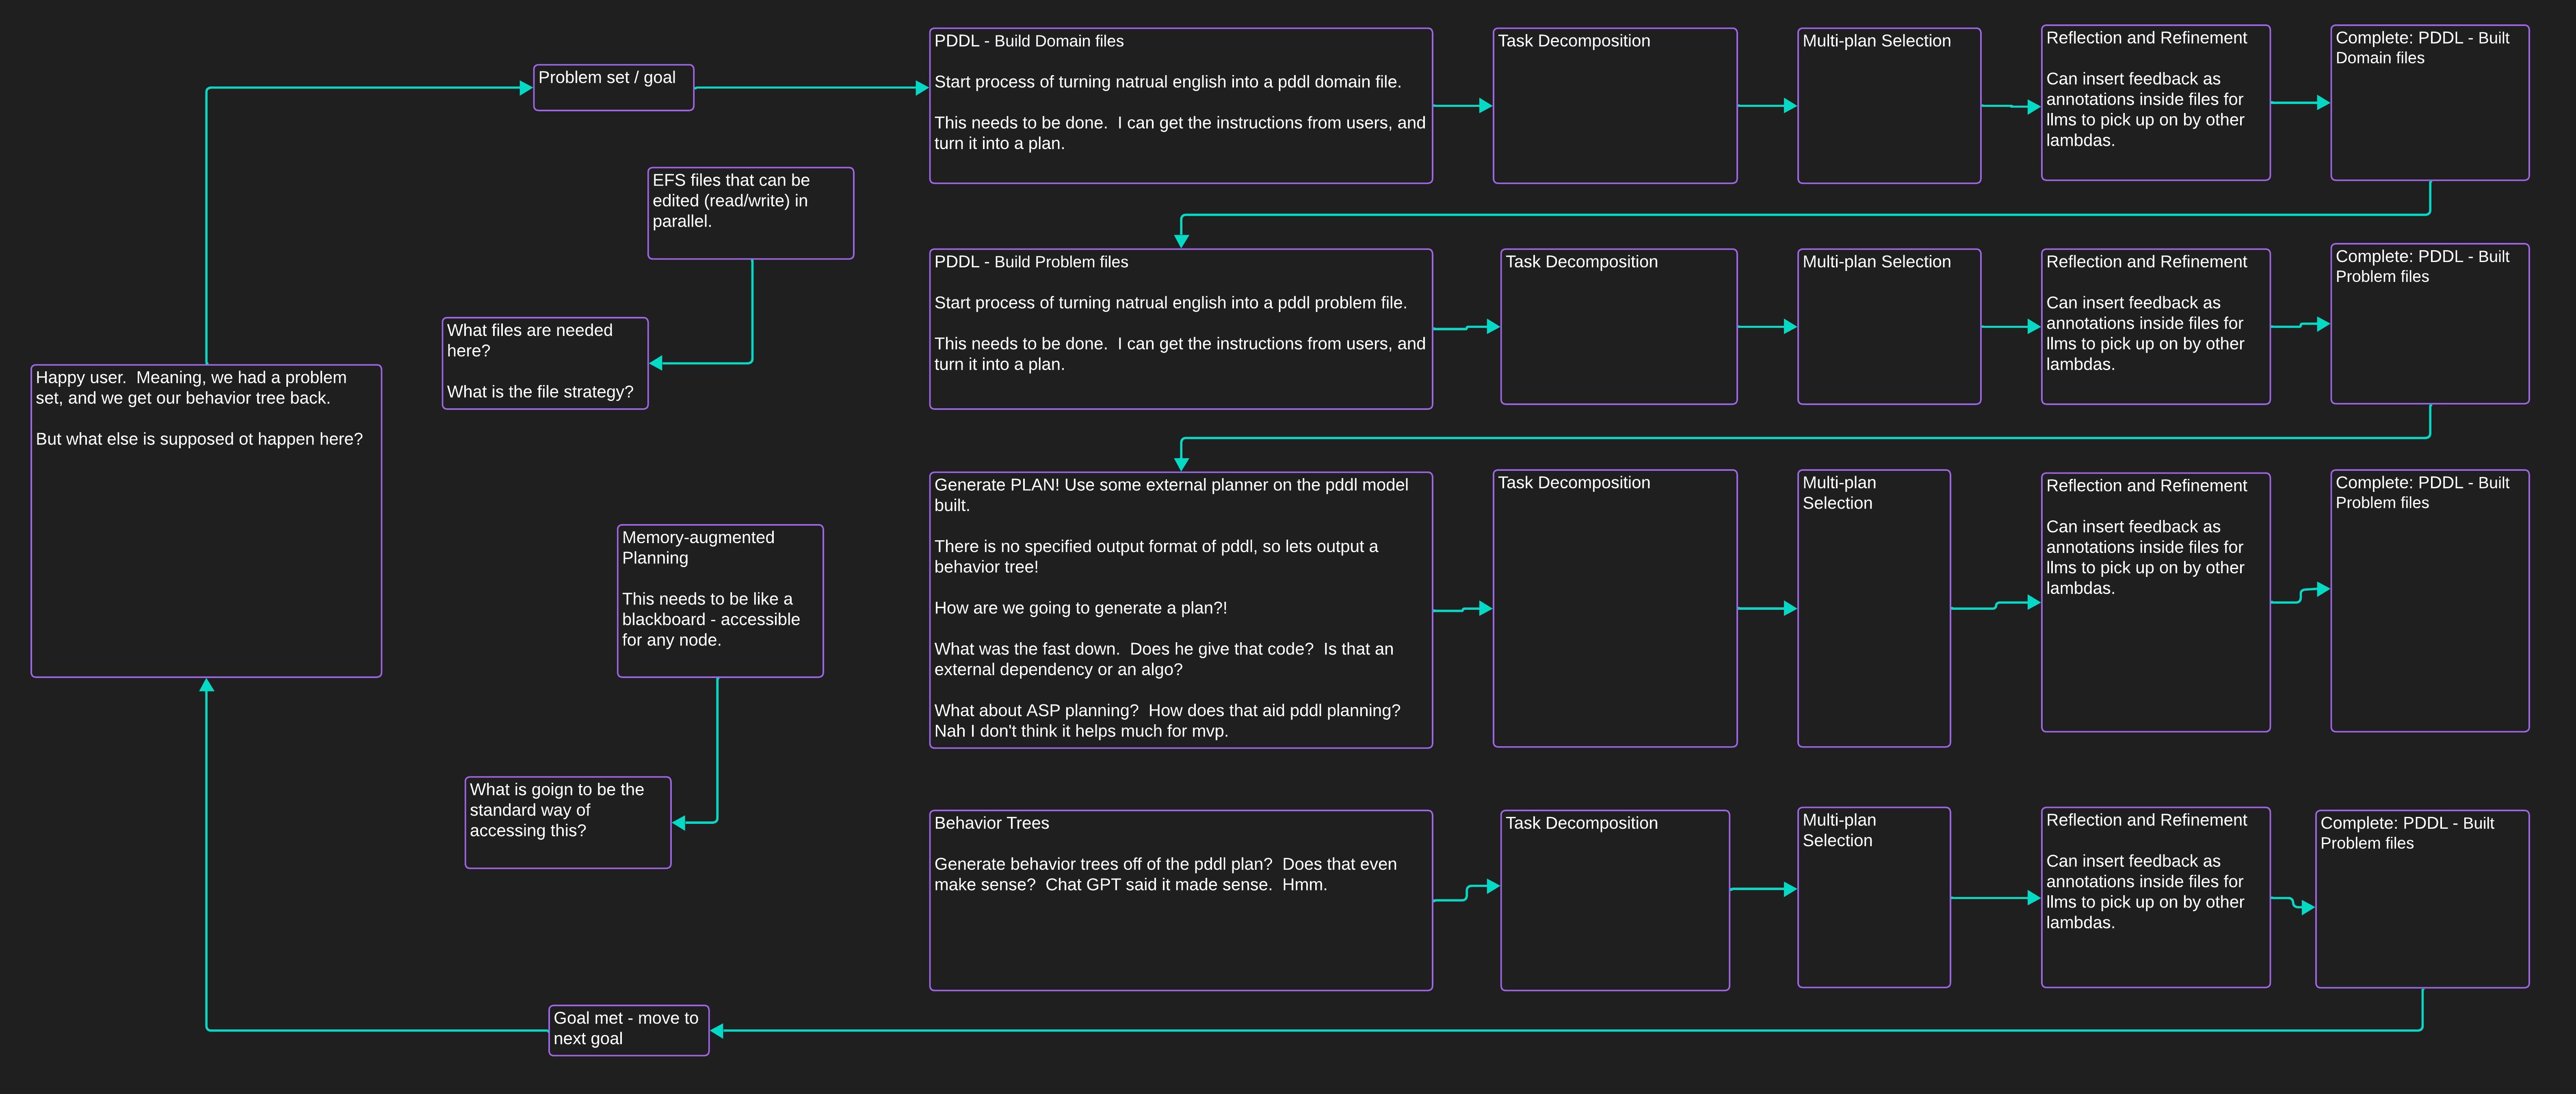 Problem set / goal
PDDL - Build Domain files
Start process of turning natrual english into a pddl domain file.
This needs to be done.  I can get the instructions from users, and
turn it into a plan.
Task Decomposition
Multi-plan Selection
Reflection and Refinement
Can insert feedback as
annotations inside files for
llms to pick up on by other
lambdas.
Complete: PDDL - Built
Domain files
EFS files that can be
edited (read/write) in
parallel.
What files are needed
here?
What is the file strategy?
PDDL - Build Problem files
Start process of turning natrual english into a pddl problem file.
This needs to be done.  I can get the instructions from users, and
turn it into a plan.
Task Decomposition
Multi-plan Selection
Reflection and Refinement
Can insert feedback as
annotations inside files for
llms to pick up on by other
lambdas.
Complete: PDDL - Built
Problem files
Happy user.  Meaning, we had a problem
set, and we get our behavior tree back.
But what else is supposed ot happen here?
Generate PLAN! Use some external planner on the pddl model
built.
There is no specified output format of pddl, so lets output a
behavior tree!
How are we going to generate a plan?!
What was the fast down.  Does he give that code?  Is that an
external dependency or an algo?
What about ASP planning?  How does that aid pddl planning?
Nah I don't think it helps much for mvp.
Task Decomposition
Multi-plan
Selection
Reflection and Refinement
Can insert feedback as
annotations inside files for
llms to pick up on by other
lambdas.
Complete: PDDL - Built
Problem files
Memory-augmented
Planning
This needs to be like a
blackboard - accessible
for any node.
What is goign to be the
standard way of
accessing this?
Behavior Trees
Generate behavior trees off of the pddl plan?  Does that even
make sense?  Chat GPT said it made sense.  Hmm.
Task Decomposition
Multi-plan
Selection
Reflection and Refinement
Can insert feedback as
annotations inside files for
llms to pick up on by other
lambdas.
Complete: PDDL - Built
Problem files
Goal met - move to
next goal